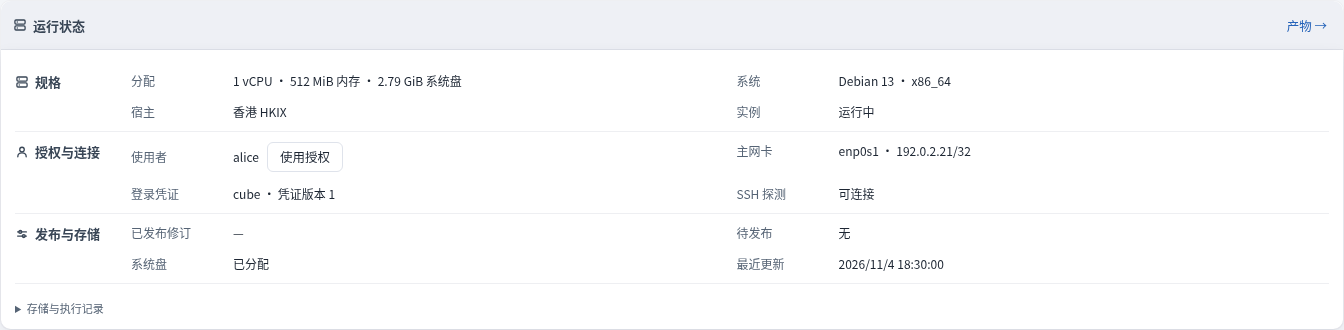 运行状态
产物 →
规格
分配
1 vCPU • 512 MiB 内存 • 2.79 GiB 系统盘
系统
Debian 13 • x86_64
宿主
香港 HKIX
实例
运行中
授权与连接
使用者
alice
使用授权
主网卡
enp0s1 • 192.0.2.21/32
登录凭证
cube • 凭证版本 1
SSH 探测
可连接
发布与存储
已发布修订
—
待发布
无
系统盘
已分配
最近更新
2026/11/4 18:30:00
▶ 存储与执行记录